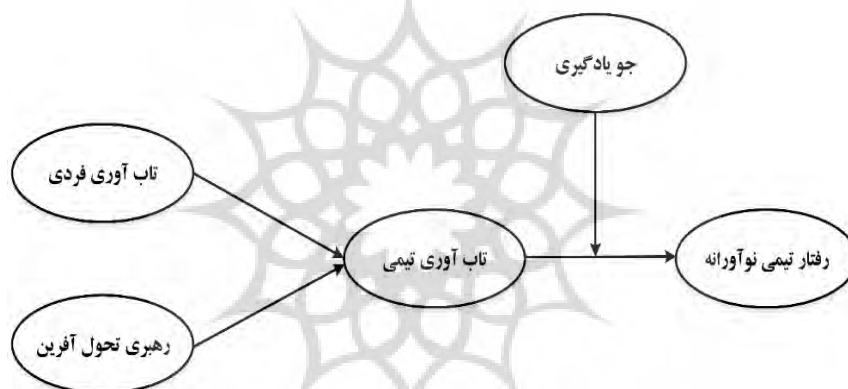 جو یادگیری
تاب آوری فردی
تاب آوری تیمی
رفتار تیمی نوآورانه
رهبری تحول آفرین